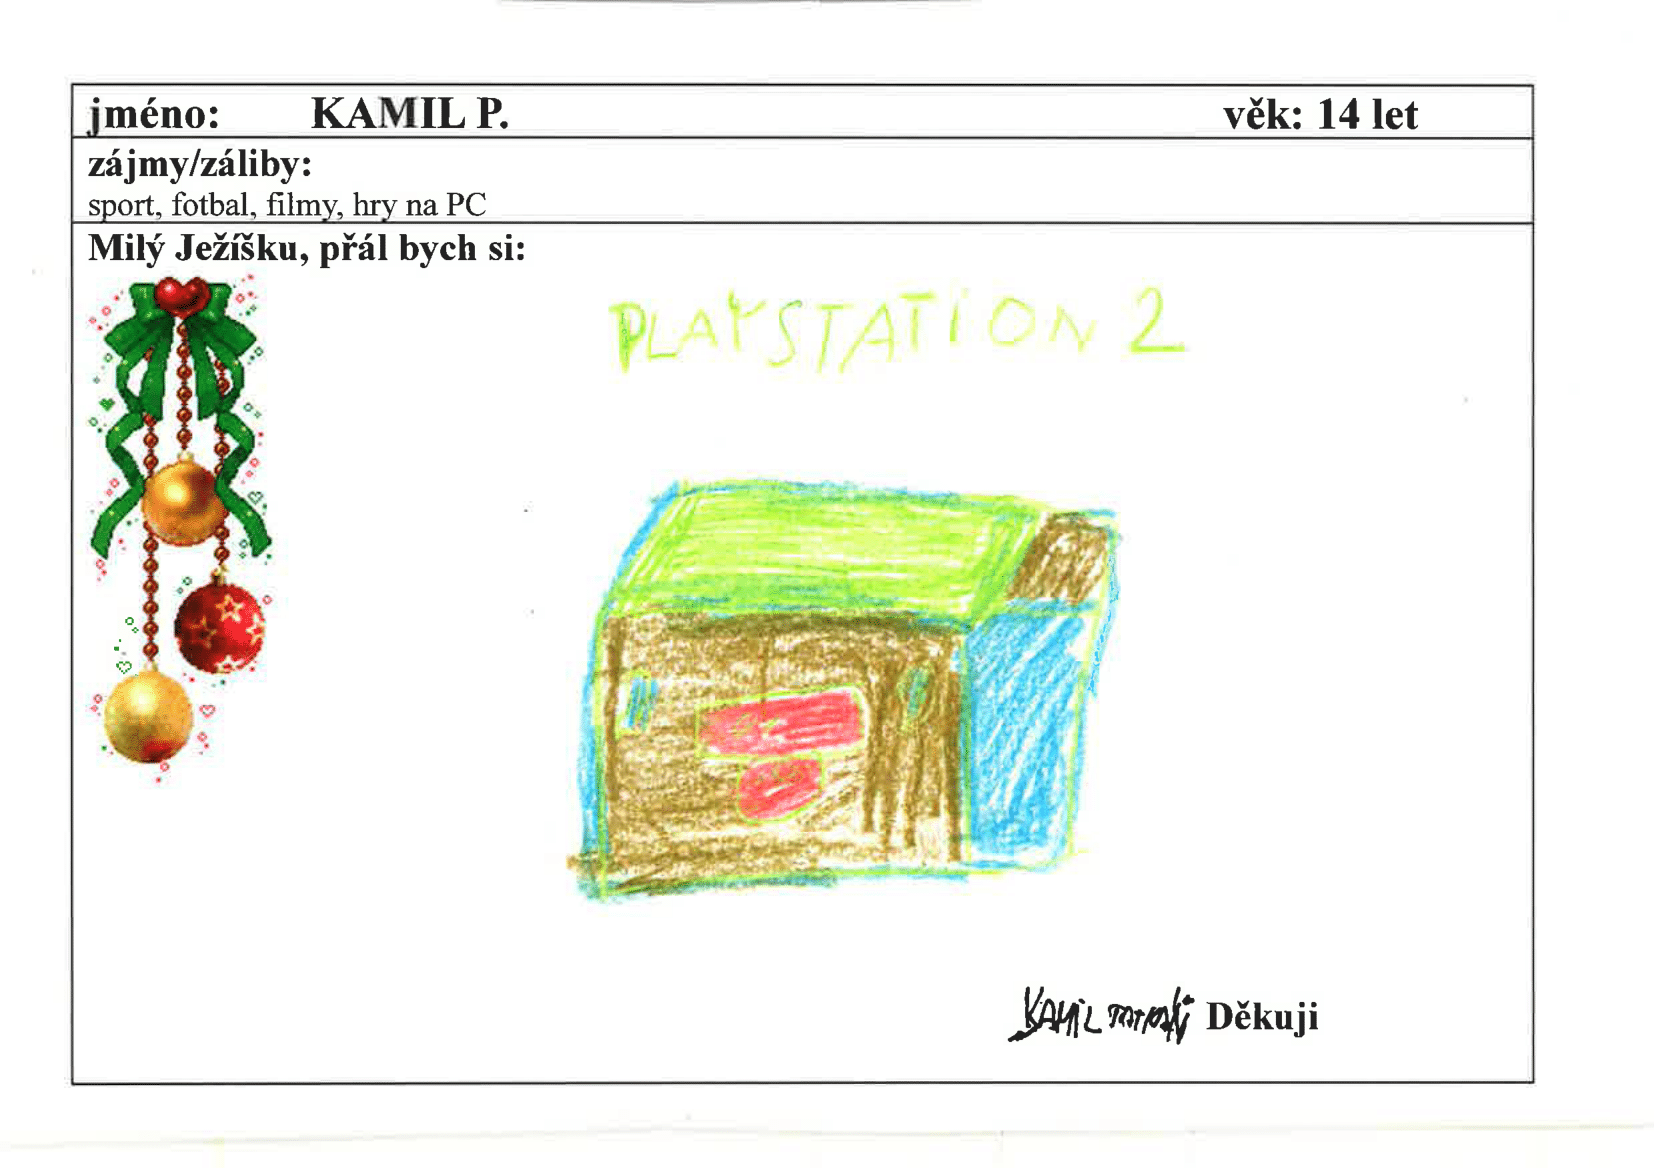 jméno: KAMIL P. věk: 14 let
zájmy/záliby:
sport, fotbal, filmy, hry na PC
Milý Ježíšku, přál bych si:
PLAYSTATiON 2
KAMiL Děkuji